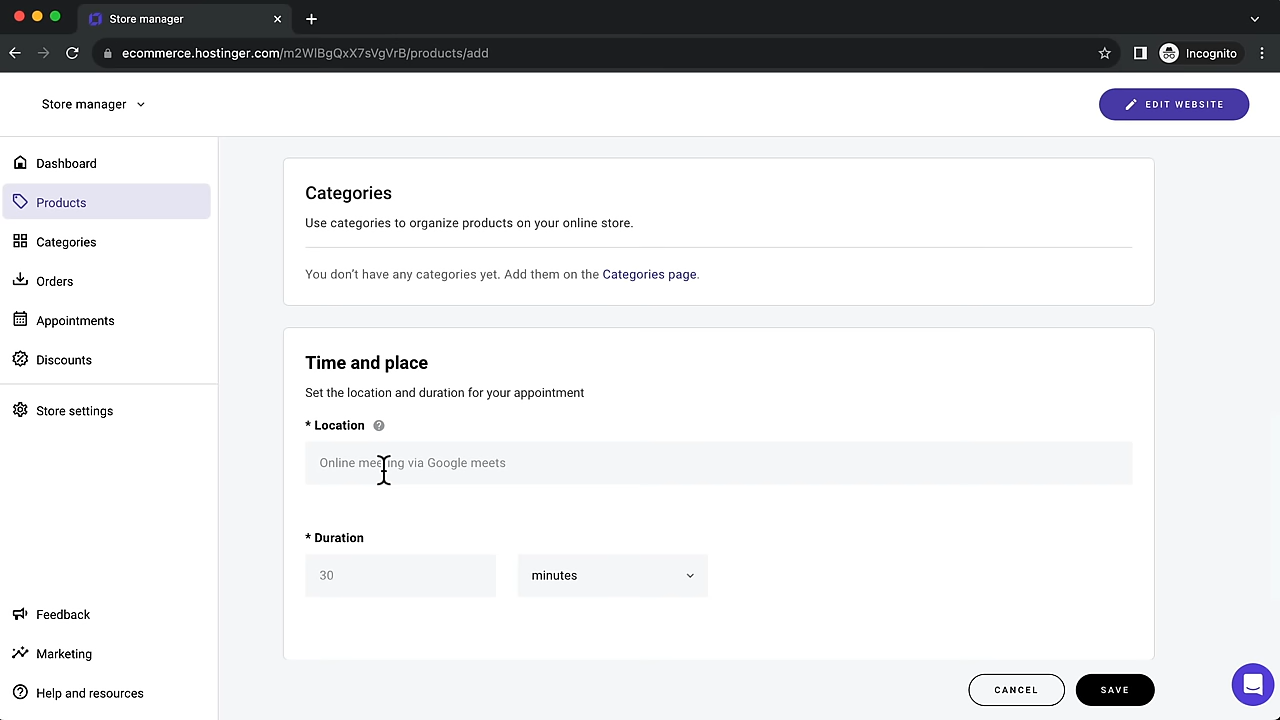 Store manager
ecommerce.hostinger.com/m2WlBgQxX7sVgVrB/products/add
Incognito
Store manager
EDIT WEBSITE
Dashboard
Products
Categories
Orders
Appointments
Discounts
Store settings
Feedback
Marketing
Help and resources
Categories
Use categories to organize products on your online store.
You don't have any categories yet. Add them on the Categories page.
Time and place
Set the location and duration for your appointment
* Location
Online meeting via Google meets
* Duration
30
minutes
CANCEL
SAVE